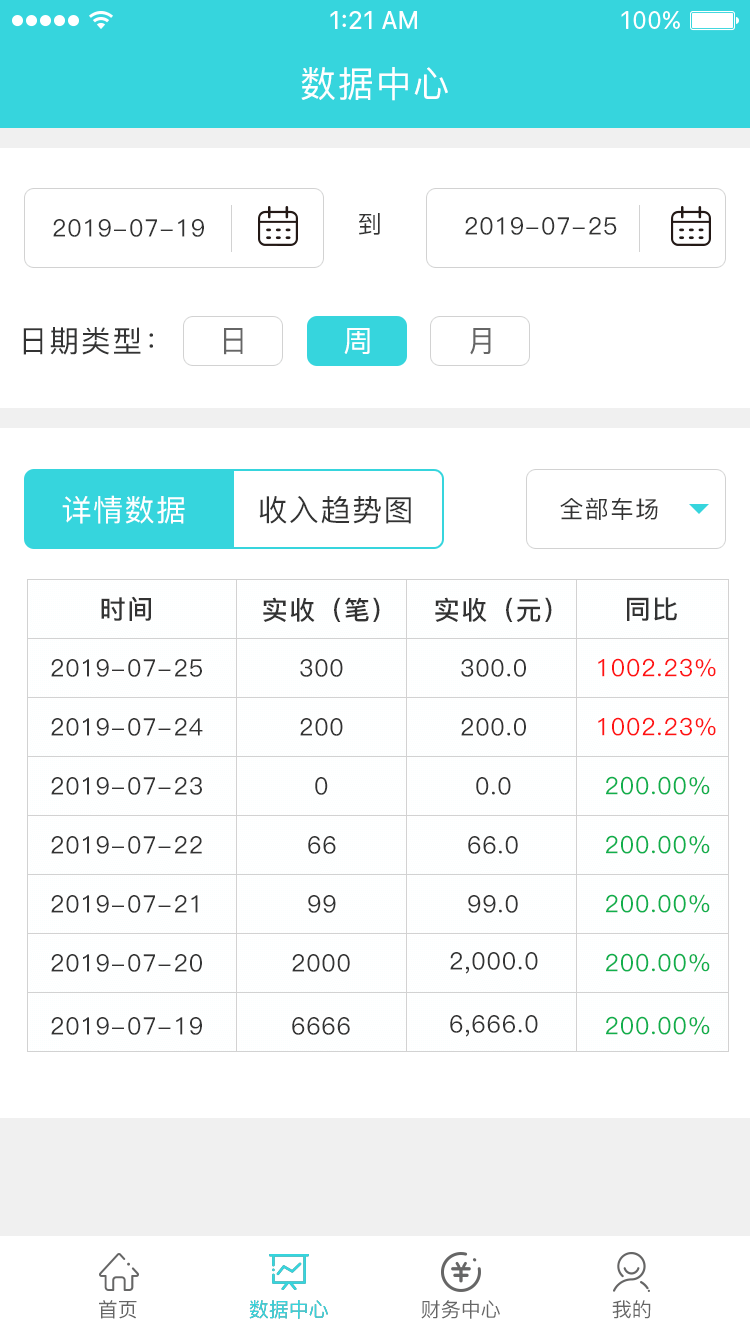 1:21 AM 100%
数据中心
2019-07-19 到 2019-07-25
日期类型： 日 周 月
详情数据 收入趋势图 全部车场
时间 实收（笔） 实收（元） 同比
2019-07-25 300 300.0 1002.23%
2019-07-24 200 200.0 1002.23%
2019-07-23 0 0.0 200.00%
2019-07-22 66 66.0 200.00%
2019-07-21 99 99.0 200.00%
2019-07-20 2000 2,000.0 200.00%
2019-07-19 6666 6,666.0 200.00%
首页 数据中心 财务中心 我的